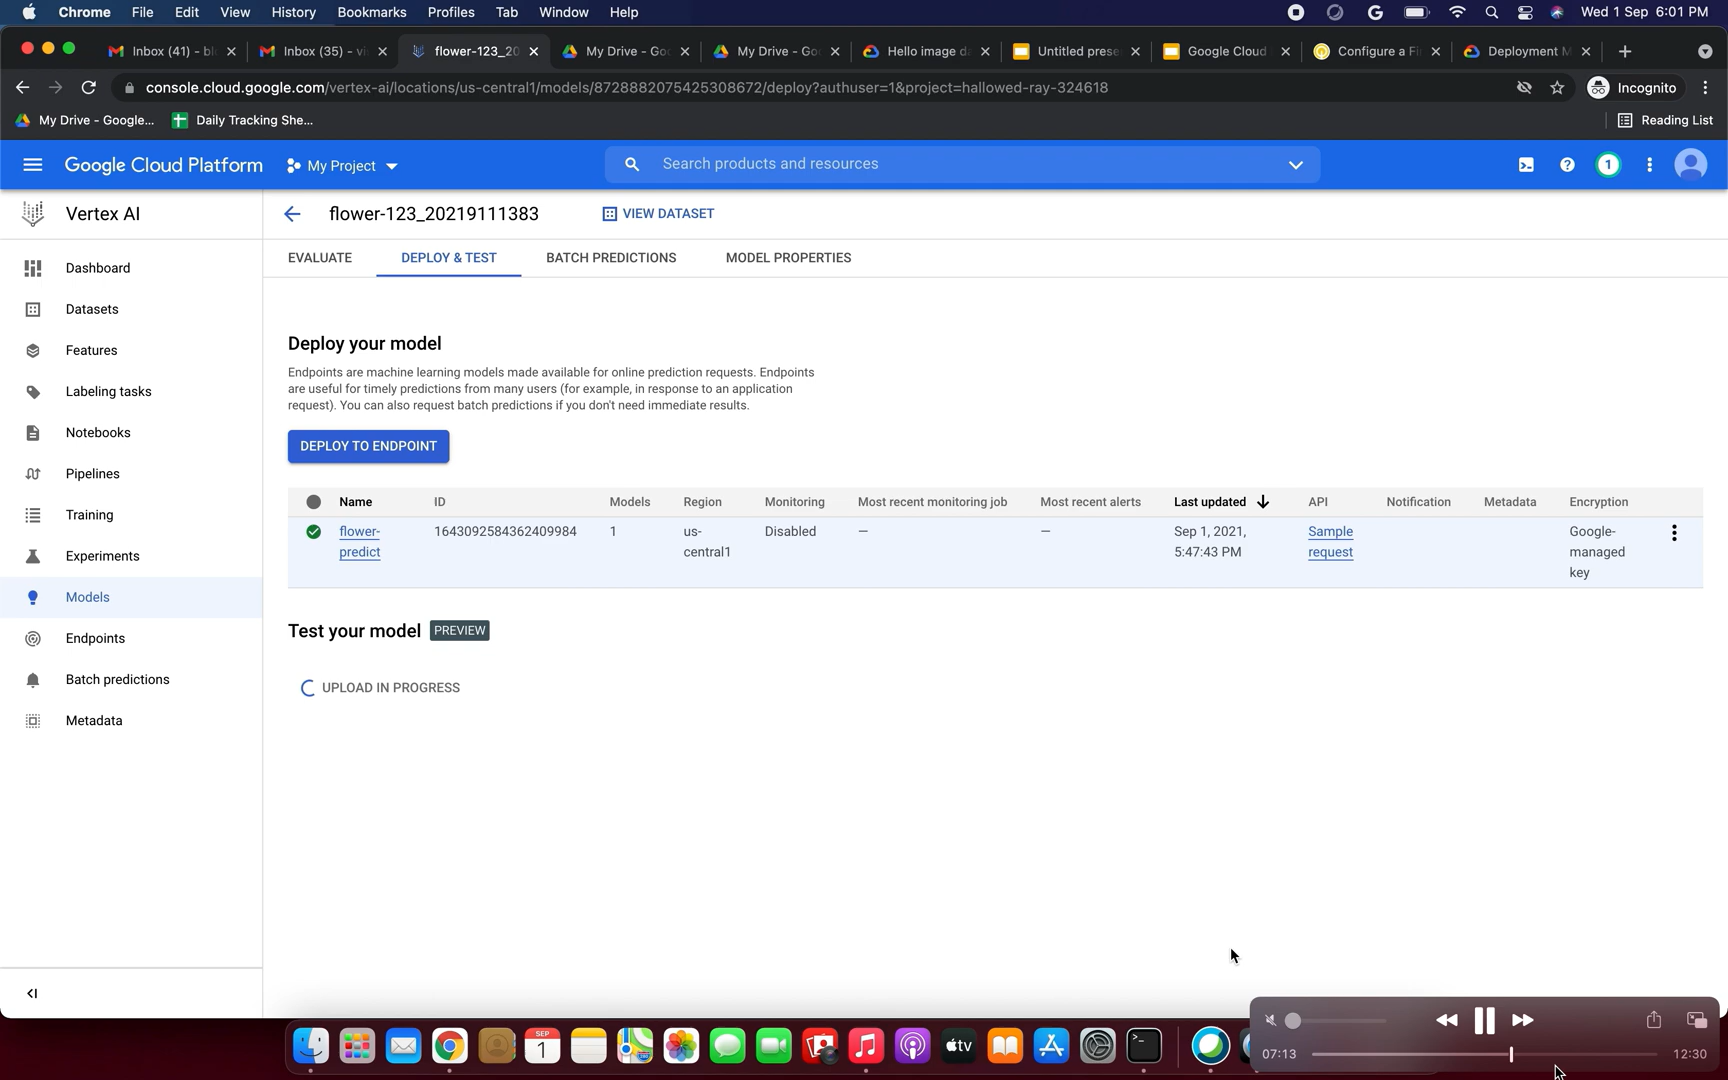 Chrome File Edit View History Bookmarks Profiles Tab Window Help Wed 1 Sep 6:01 PM
Inbox (41) - bl Inbox (35) - vi flower-123_20 My Drive - Go My Drive - Go Hello image d Untitled prese Google Cloud Configure a Fi Deployment M
console.cloud.google.com/vertex-ai/locations/us-central1/models/8728882075425308672/deploy?authuser=1&project=hallowed-ray-324618 Incognito
My Drive - Google... Daily Tracking She... Reading List
Google Cloud Platform My Project Search products and resources 1
Vertex AI flower-123_20219111383 VIEW DATASET
EVALUATE DEPLOY & TEST BATCH PREDICTIONS MODEL PROPERTIES
Dashboard
Datasets
Features
Labeling tasks
Notebooks
Pipelines
Training
Experiments
Models
Endpoints
Batch predictions
Metadata
Deploy your model
Endpoints are machine learning models made available for online prediction requests. Endpoints
are useful for timely predictions from many users (for example, in response to an application
request). You can also request batch predictions if you don't need immediate results.
DEPLOY TO ENDPOINT
Name ID Models Region Monitoring Most recent monitoring job Most recent alerts Last updated API Notification Metadata Encryption
flower- 1643092584362409984 1 us- Disabled — — Sep 1, 2021, Sample Google-
predict central1 5:47:43 PM request managed
key
Test your model PREVIEW
UPLOAD IN PROGRESS
SEP
1
tv
07:13 12:30